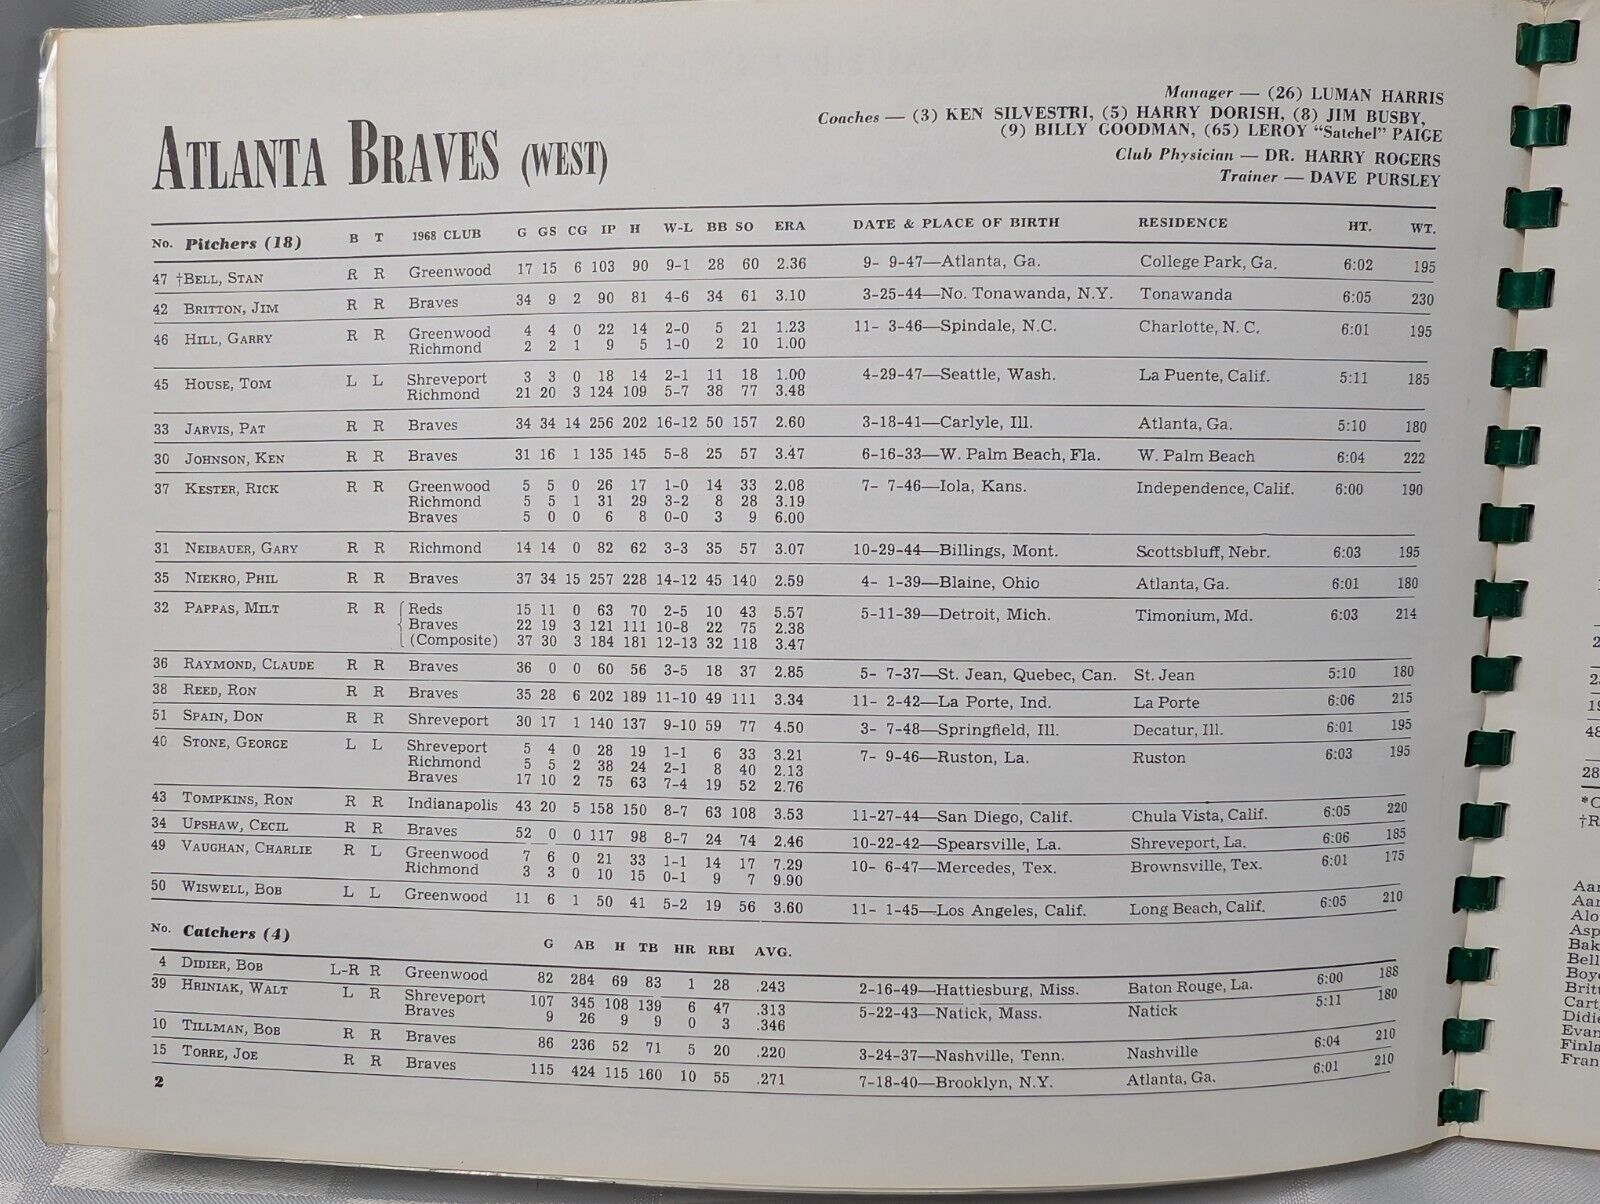 Manager — (26) LUMAN HARRIS
Coaches — (3) KEN SILVESTRI, (5) HARRY DORISH, (8) JIM BUSBY,
(9) BILLY GOODMAN, (65) LEROY "Satchel" PAIGE
Club Physician — DR. HARRY ROGERS
Trainer — DAVE PURSLEY
ATLANTA BRAVES (WEST)
No. Pitchers (18) B T 1968 CLUB G GS CG IP H W-L BB SO ERA DATE & PLACE OF BIRTH RESIDENCE HT. WT.
47 †BELL, STAN R R Greenwood 17 15 6 103 90 9-1 28 60 2.36 9- 9-47—Atlanta, Ga. College Park, Ga. 6:02 195
42 BRITTON, JIM R R Braves 34 9 2 90 81 4-6 34 61 3.10 3-25-44—No. Tonawanda, N.Y. Tonawanda 6:05 230
46 HILL, GARRY R R Greenwood 4 4 0 22 14 2-0 5 21 1.23 11- 3-46—Spindale, N.C. Charlotte, N. C. 6:01 195
Richmond 2 2 1 9 5 1-0 2 10 1.00
45 HOUSE, TOM L L Shreveport 3 3 0 18 14 2-1 11 18 1.00 4-29-47—Seattle, Wash. La Puente, Calif. 5:11 185
Richmond 21 20 3 124 109 5-7 38 77 3.48
33 JARVIS, PAT R R Braves 34 34 14 256 202 16-12 50 157 2.60 3-18-41—Carlyle, Ill. Atlanta, Ga. 5:10 180
30 JOHNSON, KEN R R Braves 31 16 1 135 145 5-8 25 57 3.47 6-16-33—W. Palm Beach, Fla. W. Palm Beach 6:04 222
37 KESTER, RICK R R Greenwood 5 5 0 26 17 1-0 14 33 2.08 7- 7-46—Iola, Kans. Independence, Calif. 6:00 190
Richmond 5 5 1 31 29 3-2 8 28 3.19
Braves 5 0 0 6 8 0-0 3 9 6.00
31 NEIBAUER, GARY R R Richmond 14 14 0 82 62 3-3 35 57 3.07 10-29-44—Billings, Mont. Scottsbluff, Nebr. 6:03 195
35 NIEKRO, PHIL R R Braves 37 34 15 257 228 14-12 45 140 2.59 4- 1-39—Blaine, Ohio Atlanta, Ga. 6:01 180
32 PAPPAS, MILT R R Reds 15 11 0 63 70 2-5 10 43 5.57 5-11-39—Detroit, Mich. Timonium, Md. 6:03 214
Braves 22 19 3 121 111 10-8 22 75 2.38
(Composite) 37 30 3 184 181 12-13 32 118 3.47
36 RAYMOND, CLAUDE R R Braves 36 0 0 60 56 3-5 18 37 2.85 5- 7-37—St. Jean, Quebec, Can. St. Jean 5:10 180
38 REED, RON R R Braves 35 28 6 202 189 11-10 49 111 3.34 11- 2-42—La Porte, Ind. La Porte 6:06 215
51 SPAIN, DON R R Shreveport 30 17 1 140 137 9-10 59 77 4.50 3- 7-48—Springfield, Ill. Decatur, Ill. 6:01 195
40 STONE, GEORGE L L Shreveport 5 4 0 28 19 1-1 6 33 3.21 7- 9-46—Ruston, La. Ruston 6:03 195
Richmond 5 5 2 38 24 2-1 8 40 2.13
Braves 17 10 2 75 63 7-4 19 52 2.76
43 TOMPKINS, RON R R Indianapolis 43 20 5 158 150 8-7 63 108 3.53 11-27-44—San Diego, Calif. Chula Vista, Calif. 6:05 220
34 UPSHAW, CECIL R R Braves 52 0 0 117 98 8-7 24 74 2.46 10-22-42—Spearsville, La. Shreveport, La. 6:06 185
49 VAUGHAN, CHARLIE R L Greenwood 7 6 0 21 33 1-1 14 17 7.29 10- 6-47—Mercedes, Tex. Brownsville, Tex. 6:01 175
Richmond 3 3 0 10 15 0-1 9 7 9.90
50 WISWELL, BOB L L Greenwood 11 6 1 50 41 5-2 19 56 3.60 11- 1-45—Los Angeles, Calif. Long Beach, Calif. 6:05 210
No. Catchers (4) G AB H TB HR RBI AVG.
4 DIDIER, BOB L-R R Greenwood 82 284 69 83 1 28 .243 2-16-49—Hattiesburg, Miss. Baton Rouge, La. 6:00 188
39 HRINIAK, WALT L R Shreveport 107 345 108 139 6 47 .313 5-22-43—Natick, Mass. Natick 5:11 180
Braves 9 26 9 9 0 3 .346
10 TILLMAN, BOB R R Braves 86 236 52 71 5 20 .220 3-24-37—Nashville, Tenn. Nashville 6:04 210
15 TORRE, JOE R R Braves 115 424 115 160 10 55 .271 7-18-40—Brooklyn, N.Y. Atlanta, Ga. 6:01 210
2
28
*C
†R
Aar
Aar
Alo
Asp
Bak
Bell
Boye
Britt
Cart
Didie
Evan
Finla
Fran